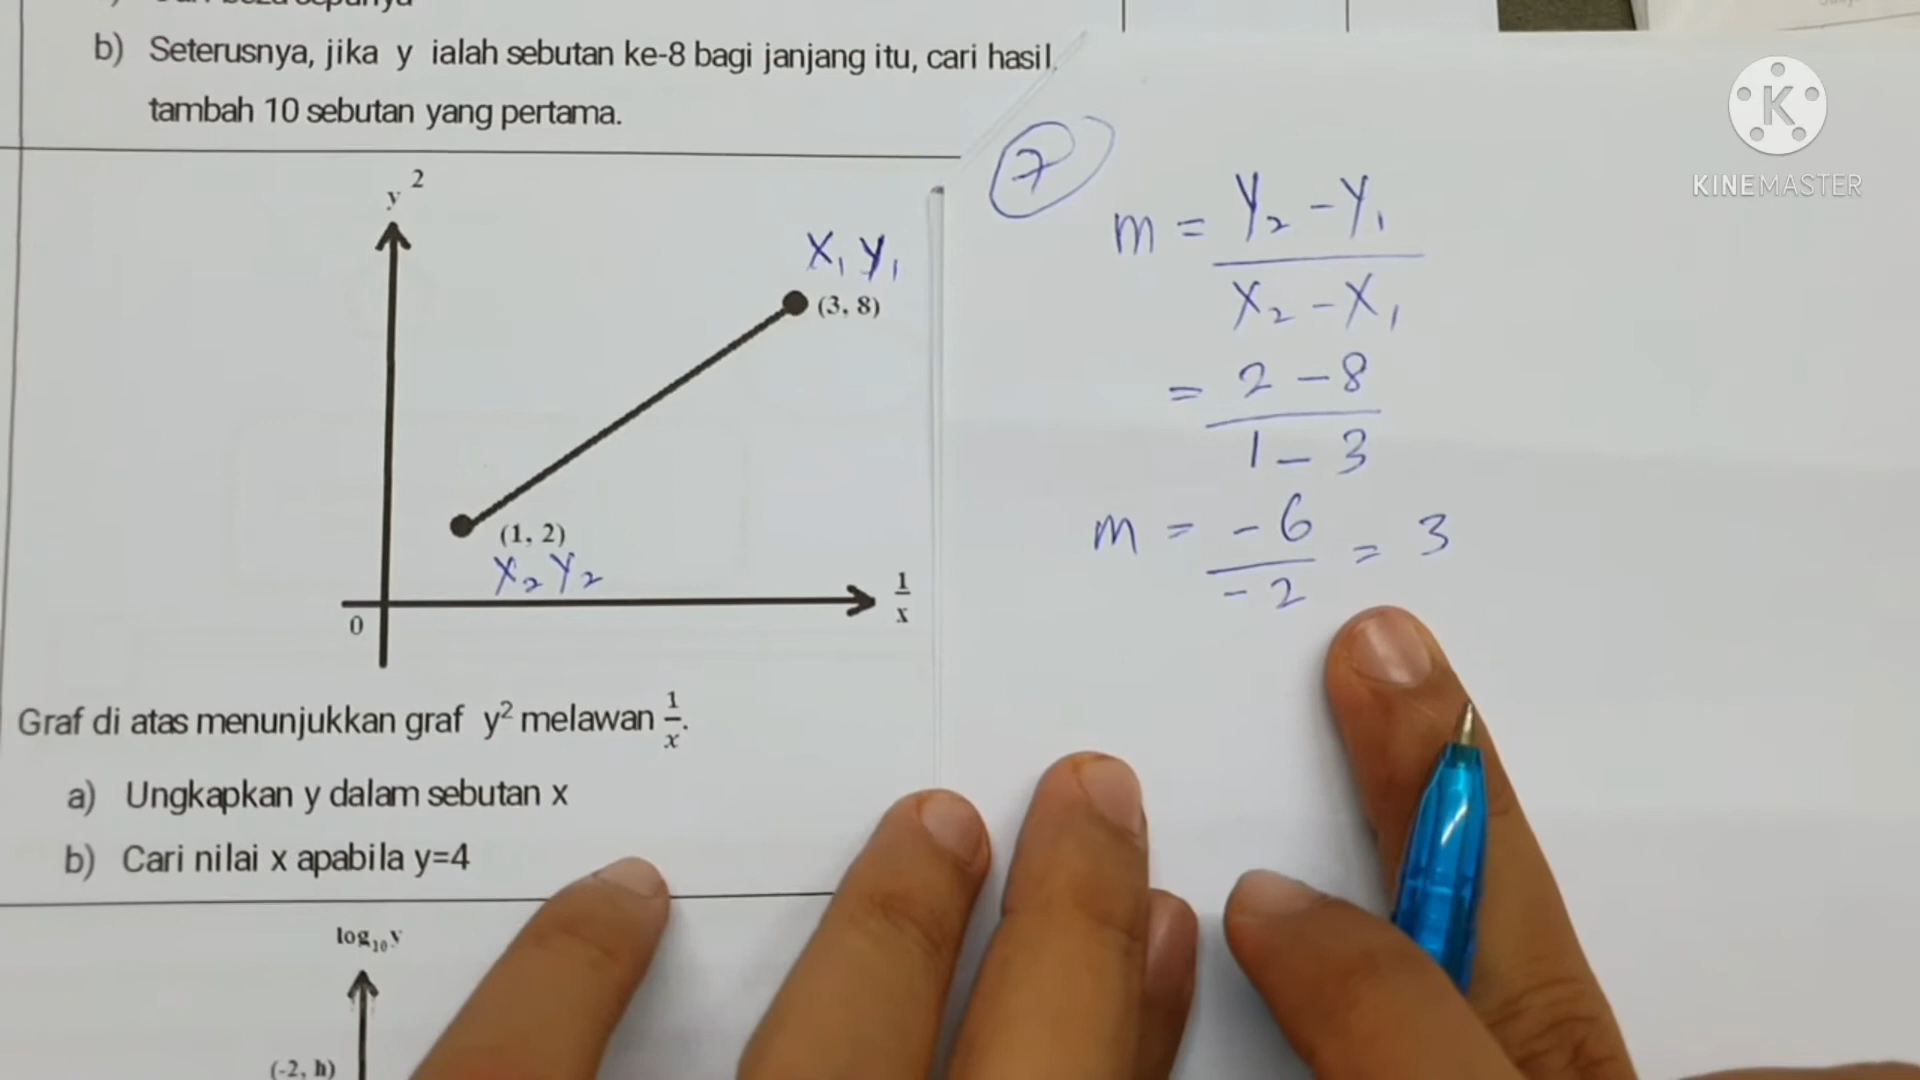 b) Seterusnya, jika y ialah sebutan ke-8 bagi janjang itu, cari hasil
tambah 10 sebutan yang pertama.
y 2
X₁ Y₁
(3, 8)
(1, 2)
X₂ Y₂
0
1/x
Graf di atas menunjukkan graf y² melawan 1/x.
a) Ungkapkan y dalam sebutan x
b) Cari nilai x apabila y=4
log₁₀y
(-2, h)
7
m = Y₂ - Y₁ / X₂ - X₁
= 2 - 8 / 1 - 3
m = -6 / -2 = 3
K
KINEMASTER